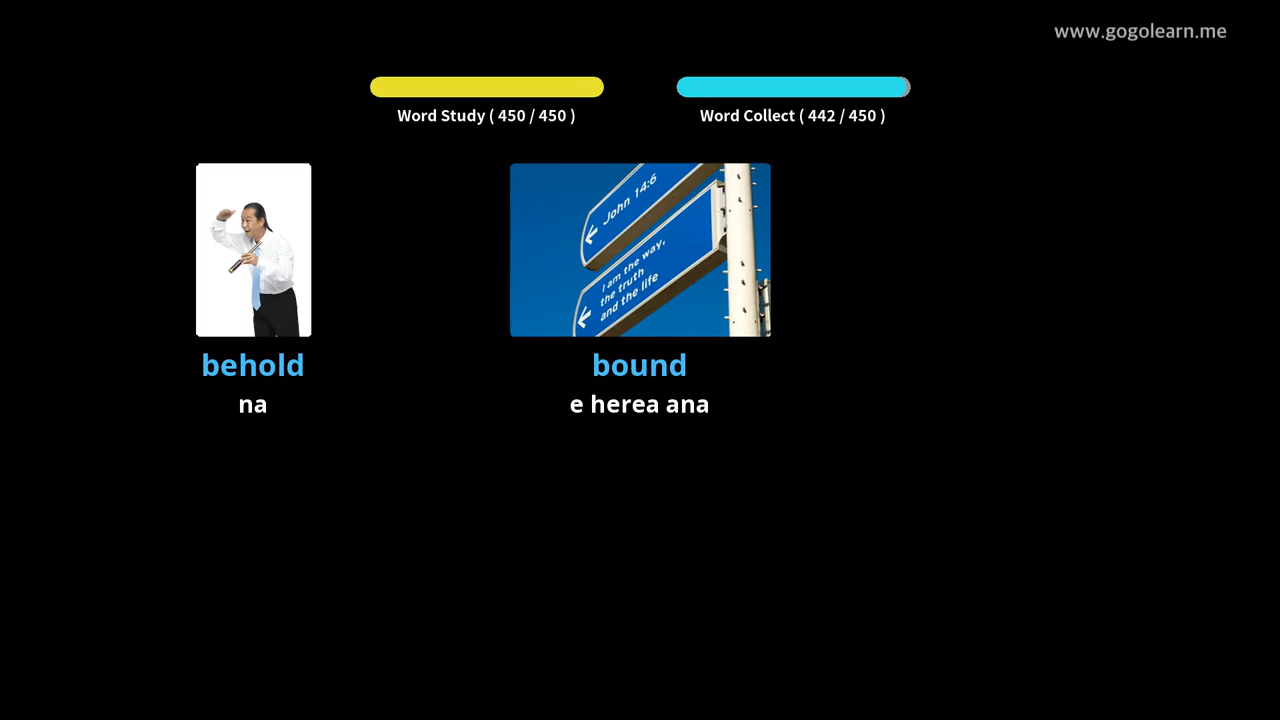 www.gogolearn.me
Word Study ( 450 / 450 )
Word Collect ( 442 / 450 )
John 14:6
I am the way,
the truth
and the life
behold
bound
na
e herea ana